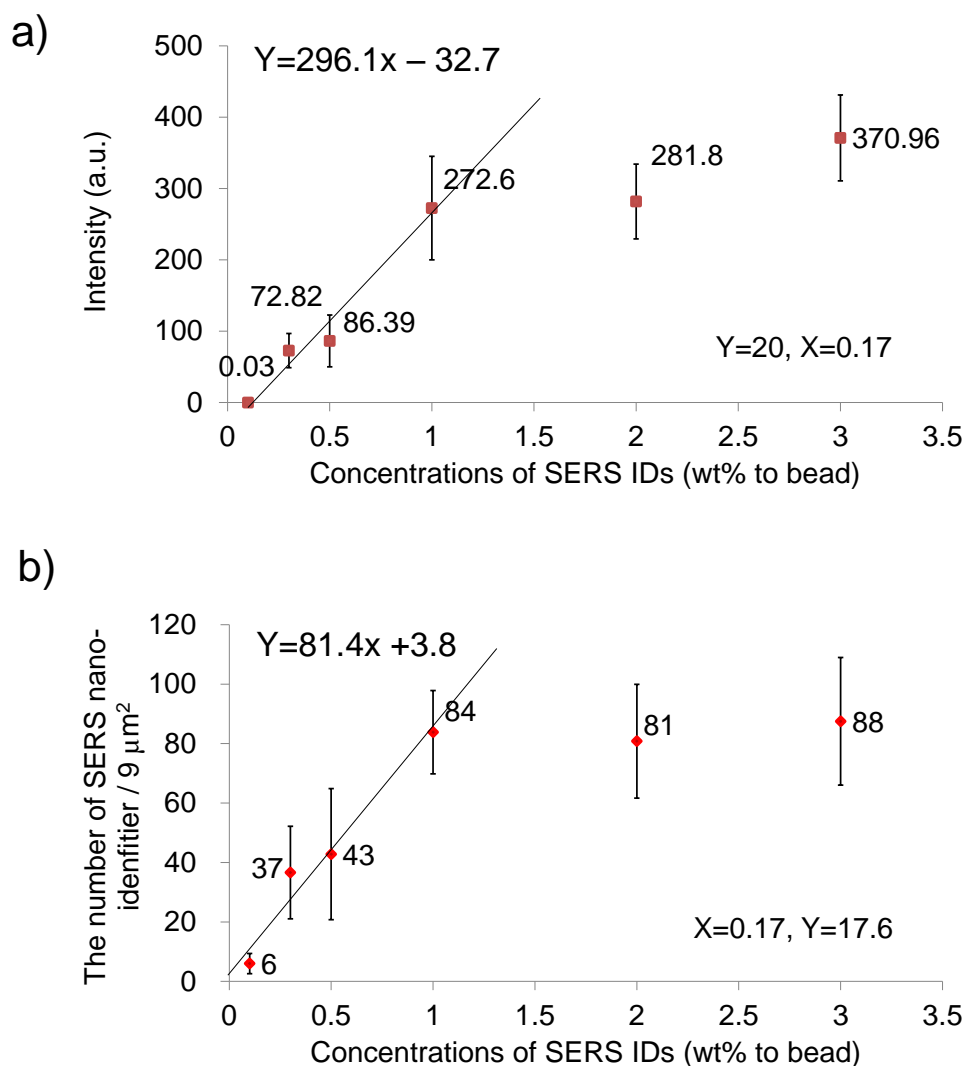 a)
Y=296.1x – 32.7
Intensity (a.u.)
500
400
300
200
100
0
0.03
72.82
86.39
272.6
281.8
370.96
Y=20, X=0.17
0 0.5 1 1.5 2 2.5 3 3.5
Concentrations of SERS IDs (wt% to bead)
b)
Y=81.4x +3.8
The number of SERS nano-
idenfitier / 9 μm²
120
100
80
60
40
20
0
6
37
43
84
81
88
X=0.17, Y=17.6
0 0.5 1 1.5 2 2.5 3 3.5
Concentrations of SERS IDs (wt% to bead)